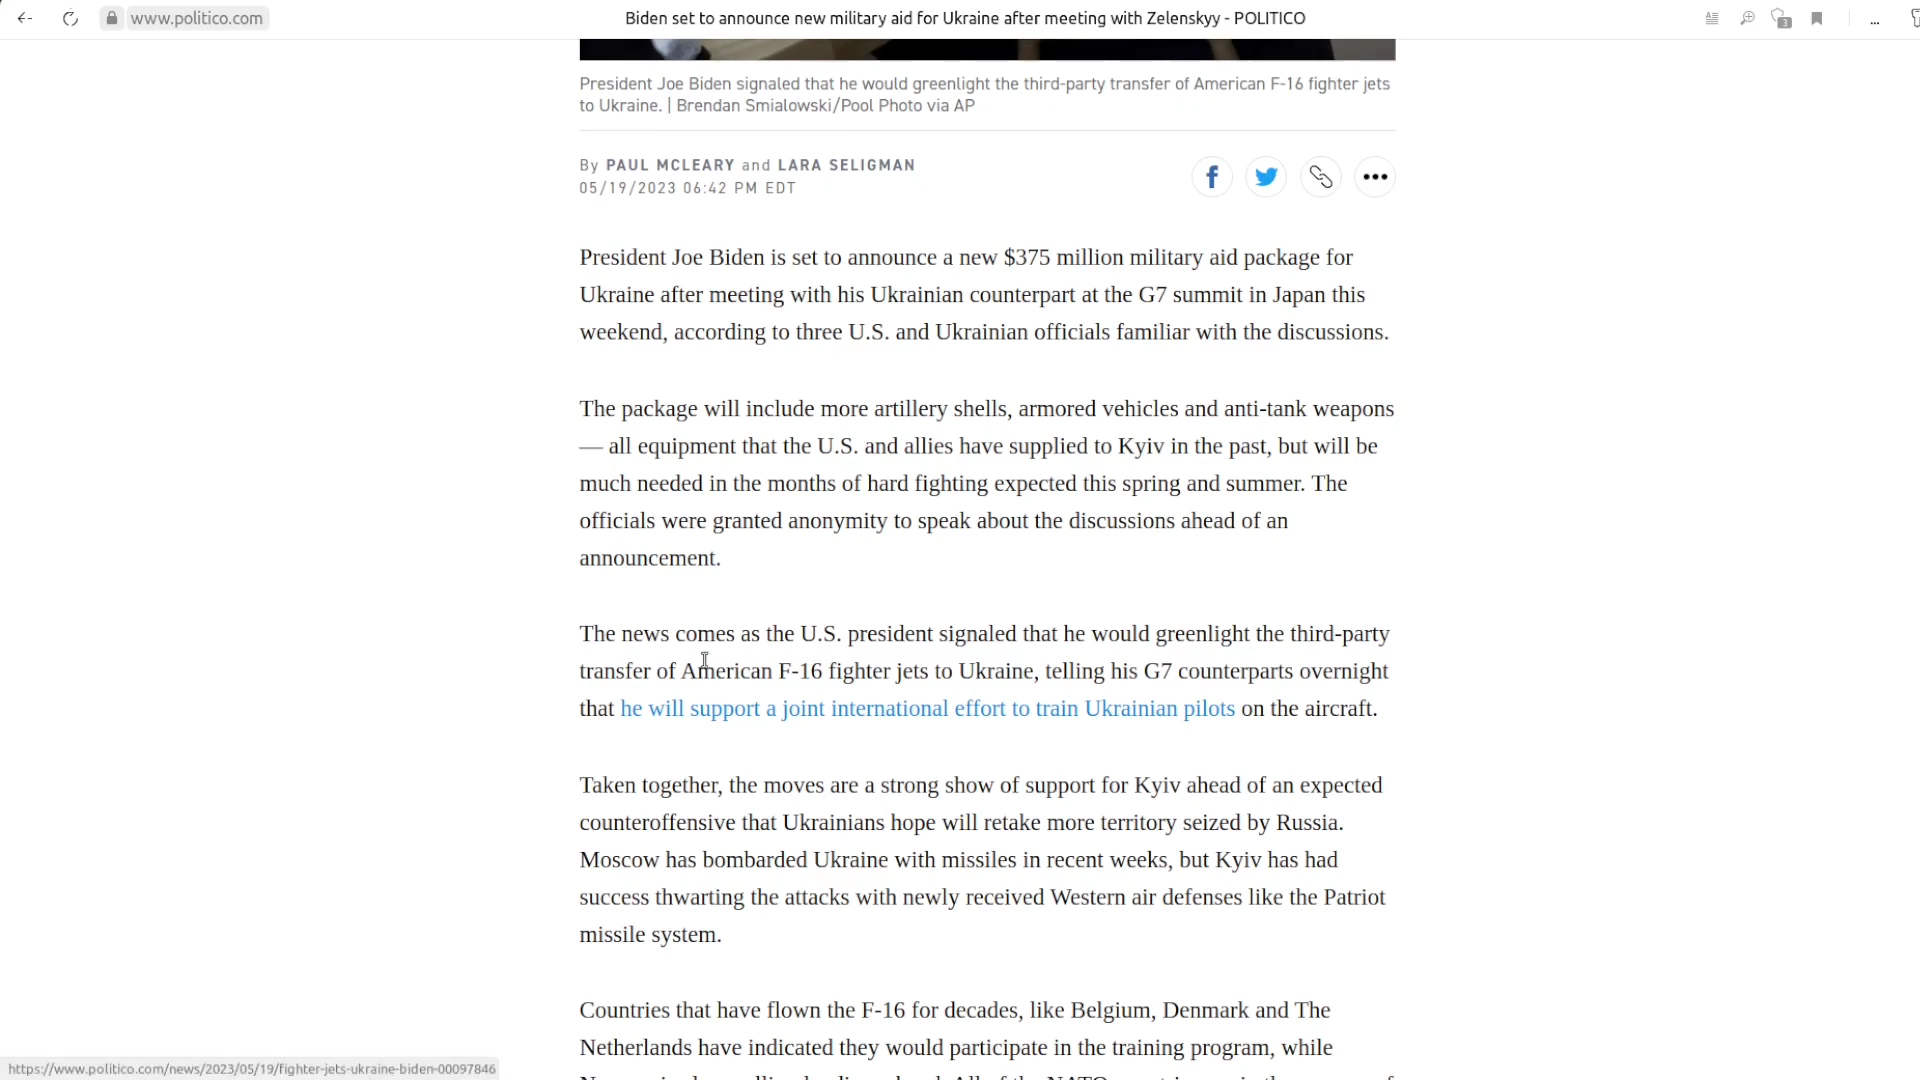 www.politico.com
Biden set to announce new military aid for Ukraine after meeting with Zelenskyy - POLITICO
3
...
President Joe Biden signaled that he would greenlight the third-party transfer of American F-16 fighter jets
to Ukraine. | Brendan Smialowski/Pool Photo via AP
By PAUL MCLEARY and LARA SELIGMAN
05/19/2023 06:42 PM EDT
President Joe Biden is set to announce a new $375 million military aid package for
Ukraine after meeting with his Ukrainian counterpart at the G7 summit in Japan this
weekend, according to three U.S. and Ukrainian officials familiar with the discussions.
The package will include more artillery shells, armored vehicles and anti-tank weapons
— all equipment that the U.S. and allies have supplied to Kyiv in the past, but will be
much needed in the months of hard fighting expected this spring and summer. The
officials were granted anonymity to speak about the discussions ahead of an
announcement.
The news comes as the U.S. president signaled that he would greenlight the third-party
transfer of American F-16 fighter jets to Ukraine, telling his G7 counterparts overnight
that he will support a joint international effort to train Ukrainian pilots on the aircraft.
Taken together, the moves are a strong show of support for Kyiv ahead of an expected
counteroffensive that Ukrainians hope will retake more territory seized by Russia.
Moscow has bombarded Ukraine with missiles in recent weeks, but Kyiv has had
success thwarting the attacks with newly received Western air defenses like the Patriot
missile system.
Countries that have flown the F-16 for decades, like Belgium, Denmark and The
Netherlands have indicated they would participate in the training program, while
https://www.politico.com/news/2023/05/19/fighter-jets-ukraine-biden-00097846